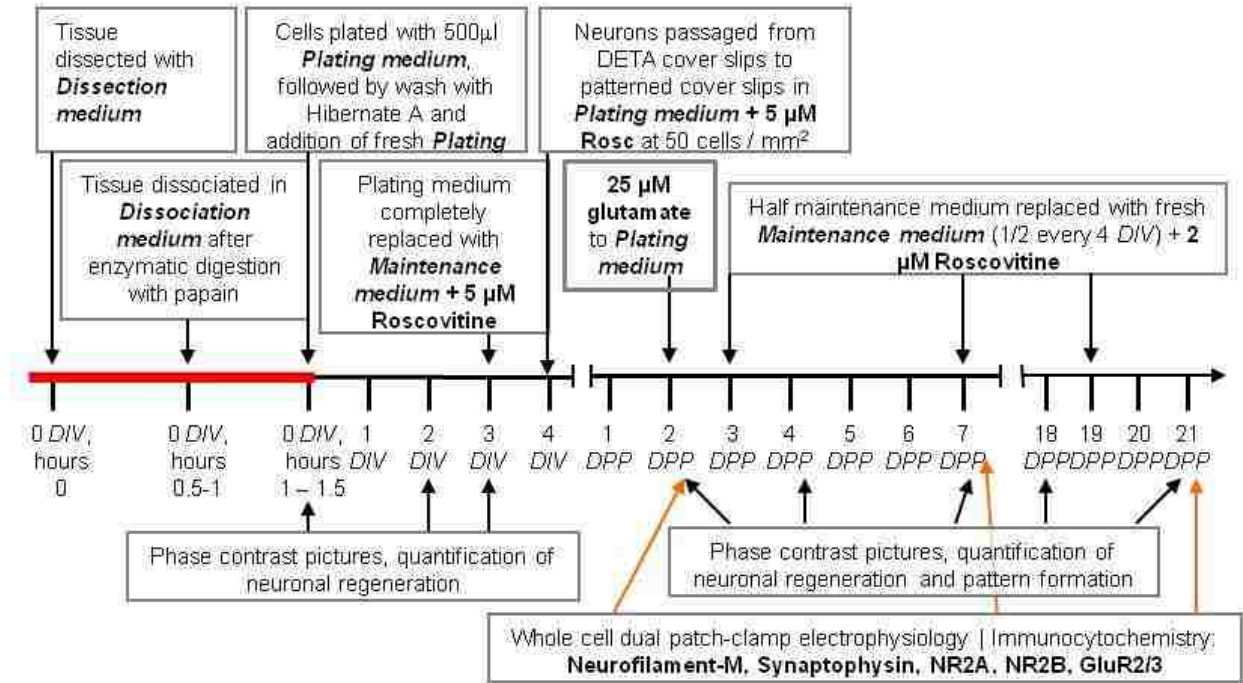 Tissue
dissected with
Dissection
medium
Cells plated with 500µl
Plating medium,
followed by wash with
Hibernate A and
addition of fresh Plating
Neurons passaged from
DETA cover slips to
patterned cover slips in
Plating medium + 5 µM
Rosc at 50 cells / mm²
Tissue dissociated in
Dissociation
medium after
enzymatic digestion
with papain
Plating medium
completely
replaced with
Maintenance
medium + 5 µM
Roscovitine
25 µM
glutamate
to Plating
medium
Half maintenance medium replaced with fresh
Maintenance medium (1/2 every 4 DIV) + 2
µM Roscovitine
0 DIV,
hours
0
0 DIV,
hours
0.5-1
0 DIV,
hours
1 – 1.5
1
DIV
2
DIV
3
DIV
4
DIV
1
DPP
2
DPP
3
DPP
4
DPP
5
DPP
6
DPP
7
DPP
18
DPP
19
DPP
20
DPP
21
DPP
Phase contrast pictures, quantification of
neuronal regeneration
Phase contrast pictures, quantification of
neuronal regeneration and pattern formation
Whole cell dual patch-clamp electrophysiology | Immunocytochemistry:
Neurofilament-M, Synaptophysin, NR2A, NR2B, GluR2/3